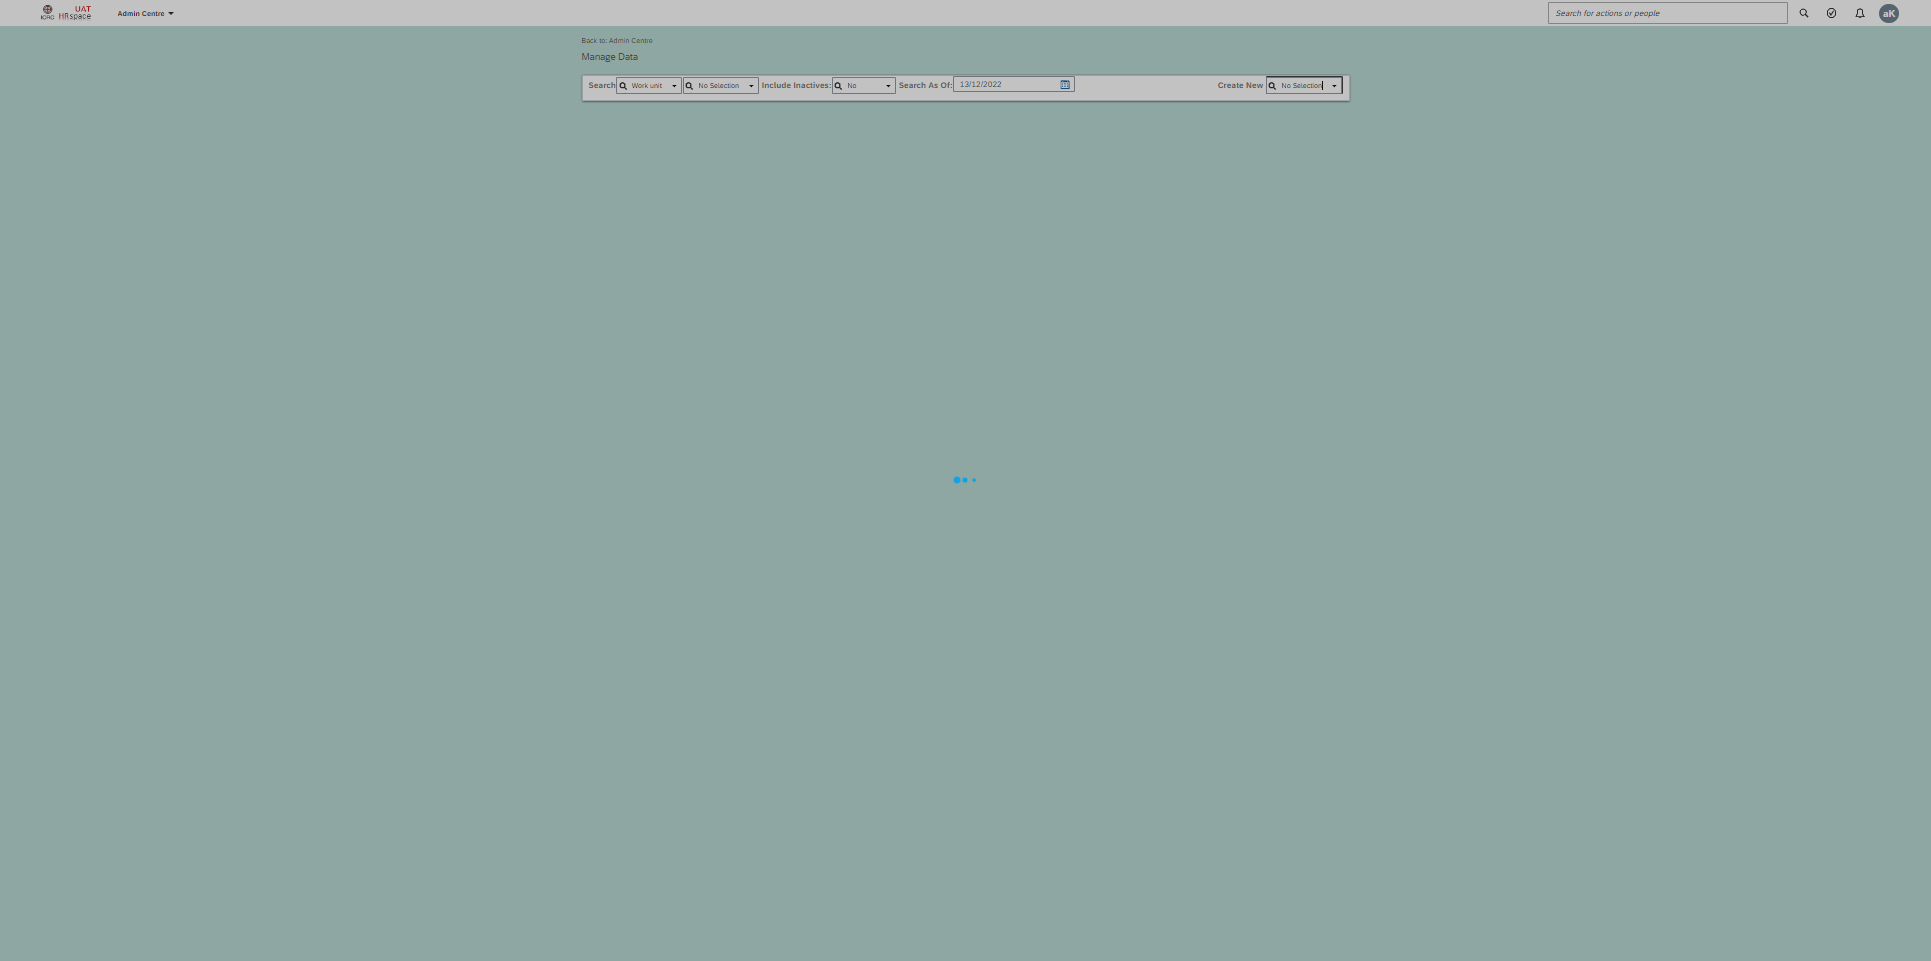 ICRC UAT
HRspace
Admin Centre
Search for actions or people
aK
Back to: Admin Centre
Manage Data
Search Work unit No Selection Include Inactives: No Search As Of: 13/12/2022 Create New No Selection